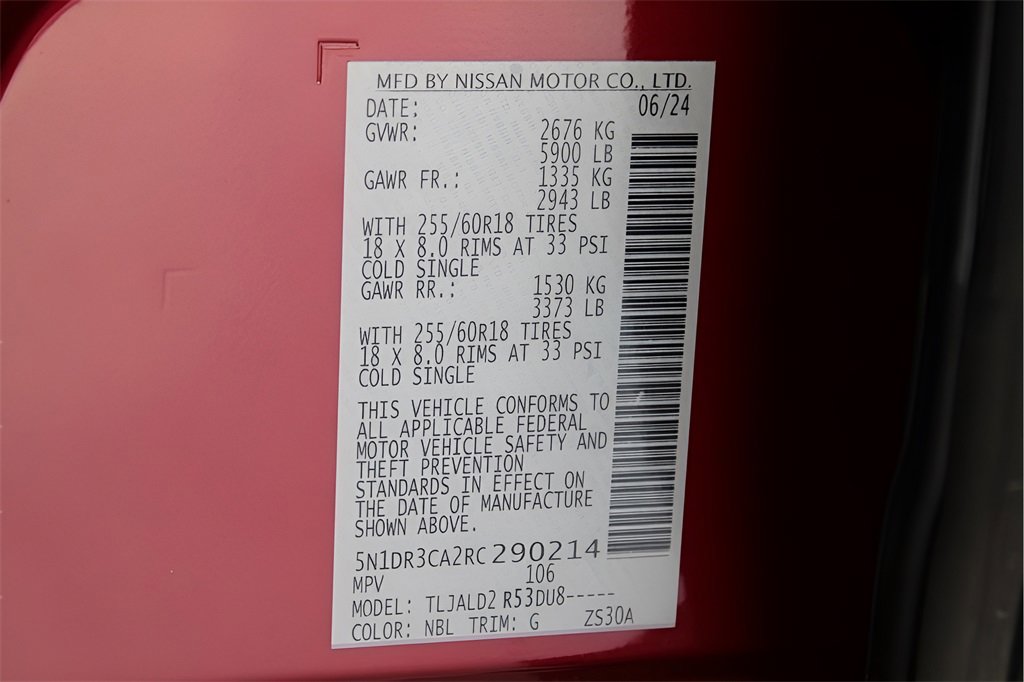 MFD BY NISSAN MOTOR CO., LTD.
DATE: 06/24
GVWR: 2676 KG
5900 LB
GAWR FR.: 1335 KG
2943 LB
WITH 255/60R18 TIRES
18 X 8.0 RIMS AT 33 PSI
COLD SINGLE
GAWR RR.: 1530 KG
3373 LB
WITH 255/60R18 TIRES
18 X 8.0 RIMS AT 33 PSI
COLD SINGLE
THIS VEHICLE CONFORMS TO
ALL APPLICABLE FEDERAL
MOTOR VEHICLE SAFETY AND
THEFT PREVENTION
STANDARDS IN EFFECT ON
THE DATE OF MANUFACTURE
SHOWN ABOVE.
5N1DR3CA2RC290214
MPV 106
MODEL: TLJALD2 R53DU8-----
COLOR: NBL TRIM: G ZS30A